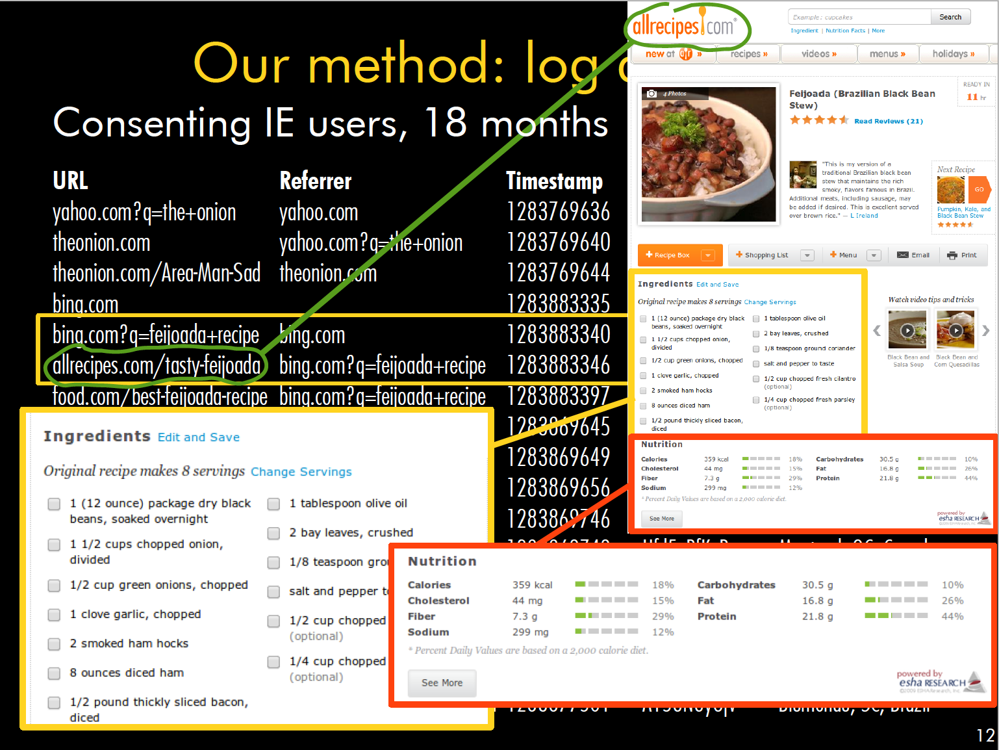 Our method: log
Consenting IE users, 18 months
URL Referrer Timestamp
yahoo.com?q=the+onion yahoo.com 1283769636
theonion.com yahoo.com?q=the+onion 1283769640
theonion.com/Area-Man-Sad theonion.com 1283769644
bing.com 1283883335
bing.com?q=feijoada+recipe bing.com 1283883340
allrecipes.com/tasty-feijoada bing.com?q=feijoada+recipe 1283883346
food.com/best-feijoada-recipe bing.com?q=feijoada+recipe 1283883397
1283869645
1283869649
1283869656
1283869746
allrecipes.com
Example: cupcakes Search
Ingredient | Nutrition Facts | More
new at ar » recipes » videos » menus » holidays »
4 Photos
Feijoada (Brazilian Black Bean
Stew)
READY IN
11 hr
Read Reviews (21)
"This is my version of a
traditional Brazilian black bean
stew that maintains the rich
smoky, flavors famous in Brazil.
Additional meats, including sausage, may
be added if desired. This is excellent served
over brown rice." — L Ireland
Next Recipe
GO
Pumpkin, Kale, and
Black Bean Stew
+ Recipe Box + Shopping List + Menu Email Print
Ingredients Edit and Save
Original recipe makes 8 servings Change Servings
1 (12 ounce) package dry black
beans, soaked overnight
1 1/2 cups chopped onion,
divided
1/2 cup green onions, chopped
1 clove garlic, chopped
2 smoked ham hocks
8 ounces diced ham
1/2 pound thickly sliced bacon,
diced
1 tablespoon olive oil
2 bay leaves, crushed
1/8 teaspoon ground coriander
salt and pepper to taste
1/2 cup chopped fresh cilantro
(optional)
1/4 cup chopped fresh parsley
(optional)
Watch video tips and tricks
Black Bean and
Salsa Soup
Black Bean and
Corn Quesadillas
Nutrition
Calories 359 kcal 18% Carbohydrates 30.5 g 10%
Cholesterol 44 mg 15% Fat 16.8 g 26%
Fiber 7.3 g 29% Protein 21.8 g 44%
Sodium 299 mg 12%
* Percent Daily Values are based on a 2,000 calorie diet.
See More
powered by
esha RESEARCH
Ingredients Edit and Save
Original recipe makes 8 servings Change Servings
1 (12 ounce) package dry black
beans, soaked overnight
1 1/2 cups chopped onion,
divided
1/2 cup green onions, chopped
1 clove garlic, chopped
2 smoked ham hocks
8 ounces diced ham
1/2 pound thickly sliced bacon,
diced
1 tablespoon olive oil
2 bay leaves, crushed
1/8 teaspoon grou
salt and pepper t
1/2 cup chopped
(optional)
1/4 cup chopped
(optional)
Nutrition
Calories 359 kcal 18% Carbohydrates 30.5 g 10%
Cholesterol 44 mg 15% Fat 16.8 g 26%
Fiber 7.3 g 29% Protein 21.8 g 44%
Sodium 299 mg 12%
* Percent Daily Values are based on a 2,000 calorie diet.
See More
powered by
esha RESEARCH
©2009 ESHA Research, Inc.
12